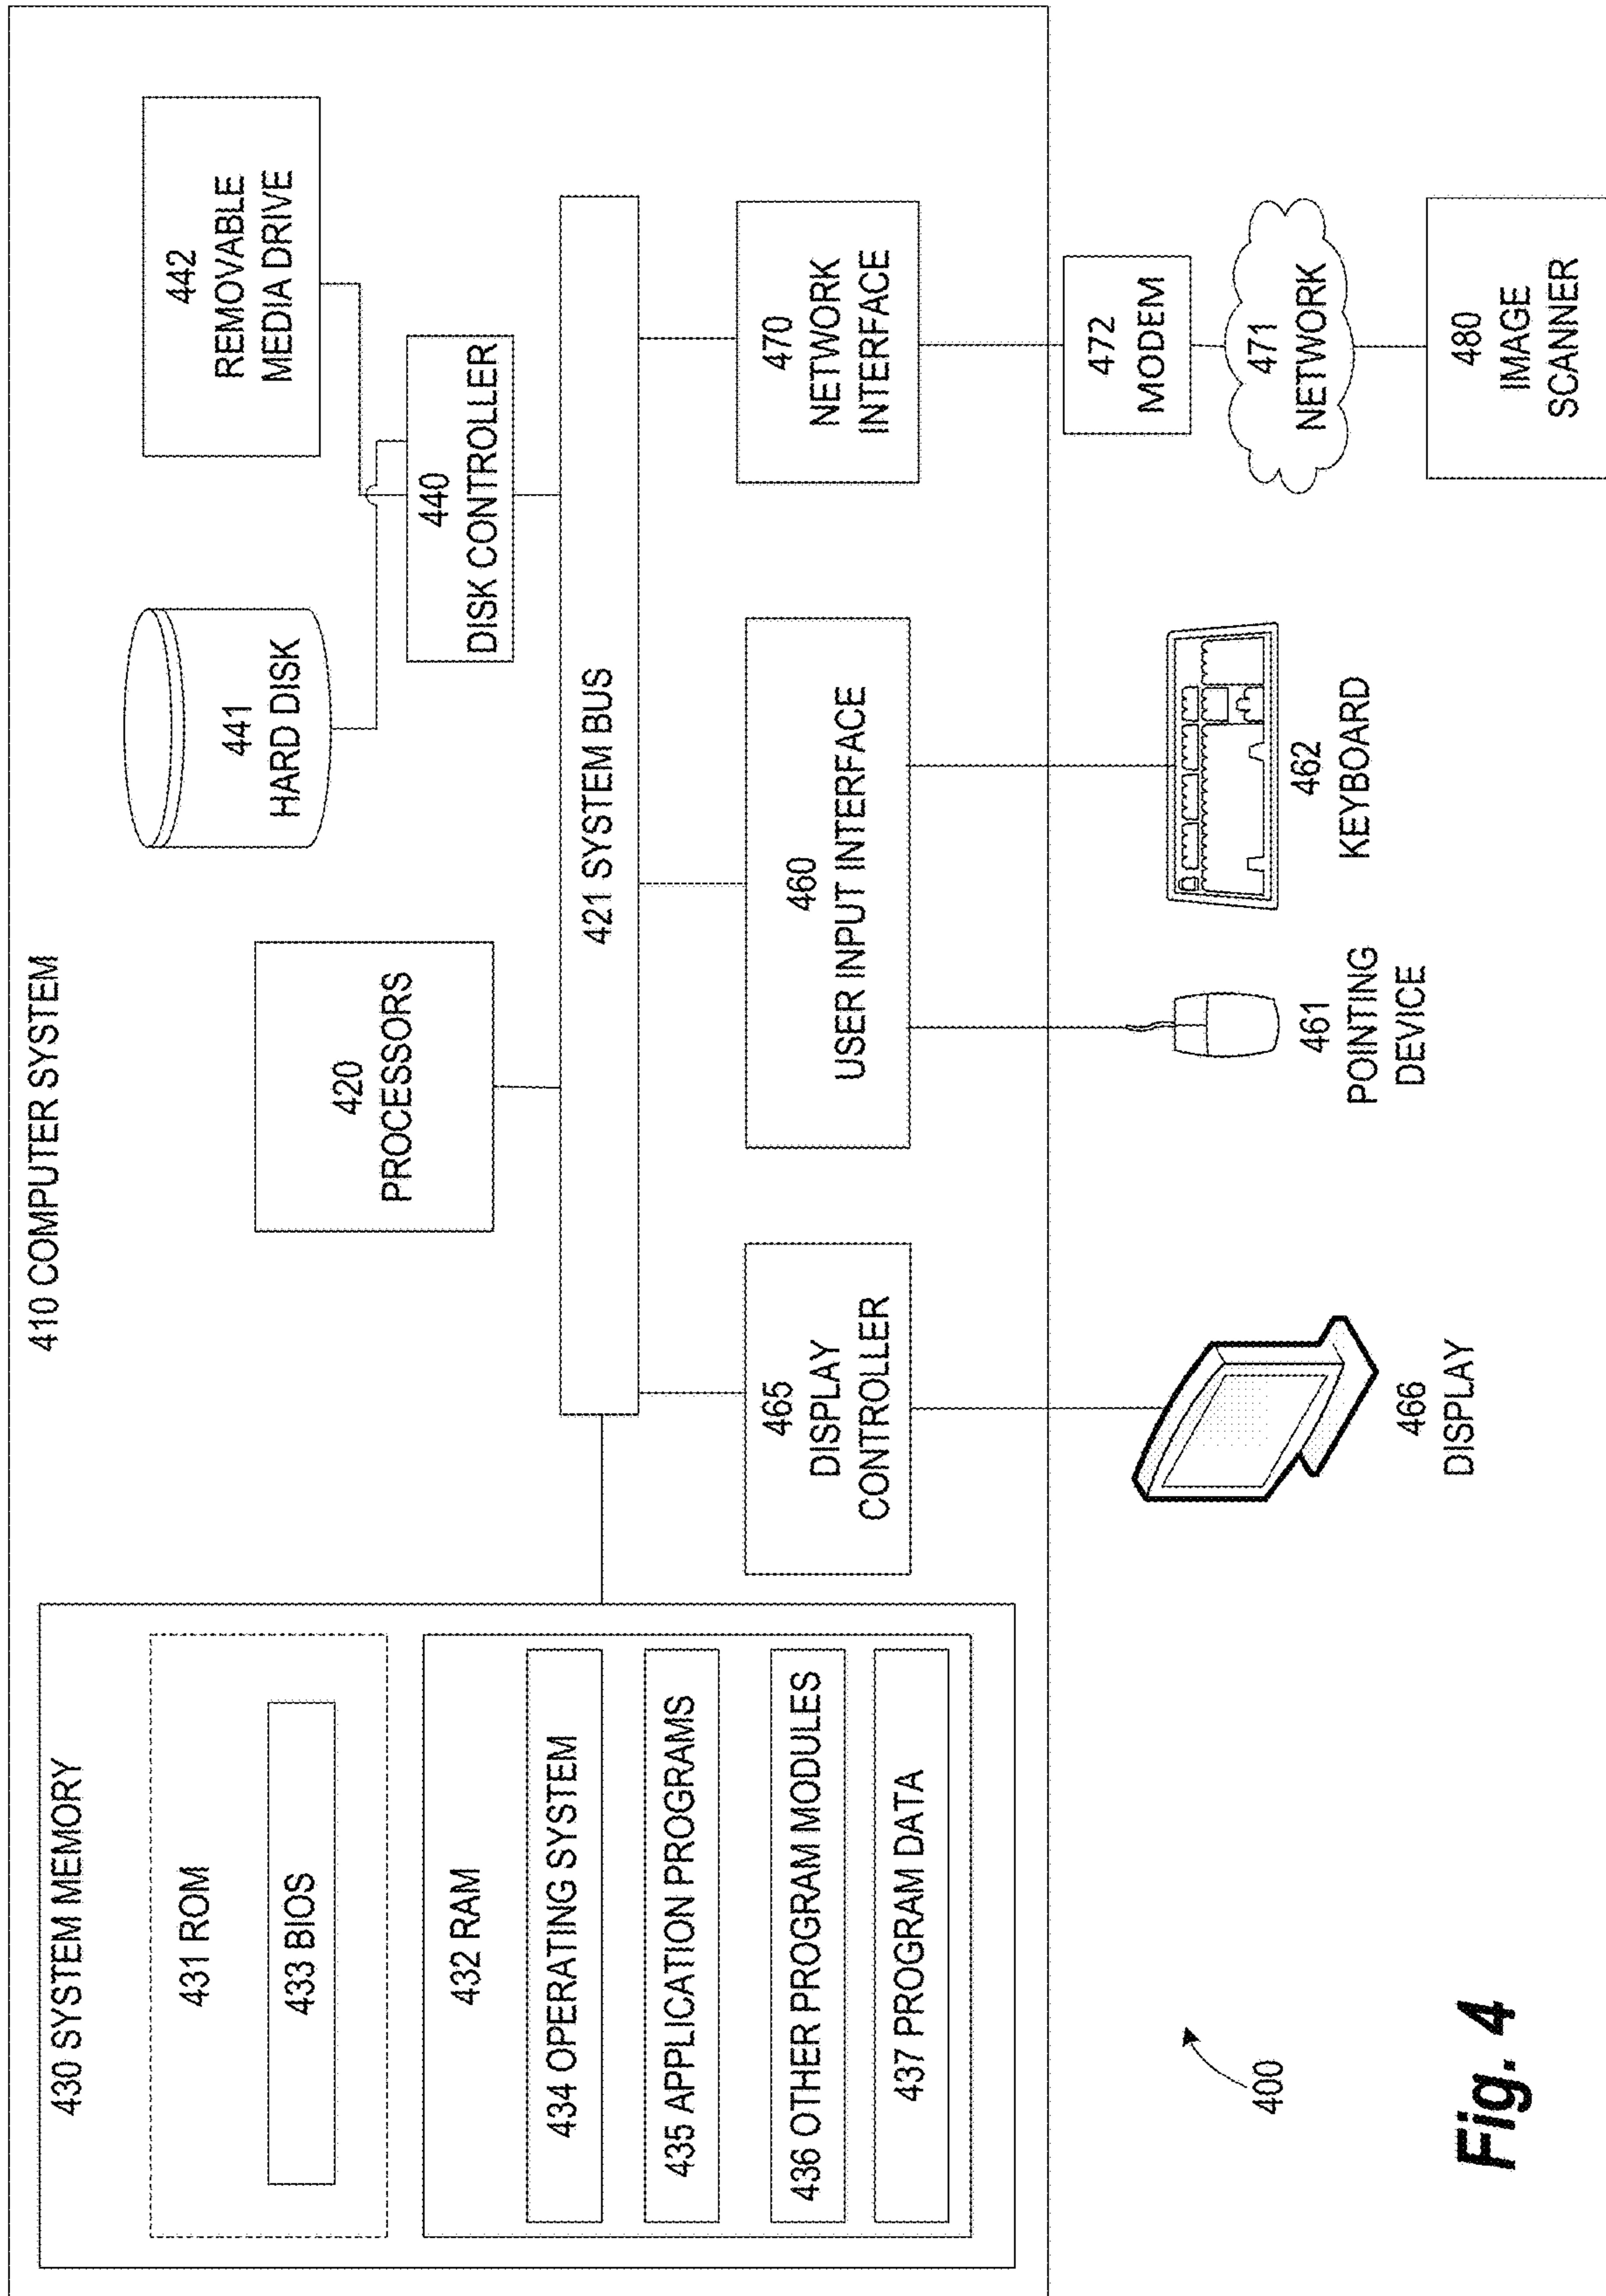 410 COMPUTER SYSTEM
430 SYSTEM MEMORY
431 ROM
433 BIOS
432 RAM
434 OPERATING SYSTEM
435 APPLICATION PROGRAMS
436 OTHER PROGRAM MODULES
437 PROGRAM DATA
420
PROCESSORS
441
HARD DISK
442
REMOVABLE
MEDIA DRIVE
440
DISK CONTROLLER
421 SYSTEM BUS
465
DISPLAY
CONTROLLER
460
USER INPUT INTERFACE
470
NETWORK
INTERFACE
472
MODEM
471
NETWORK
480
IMAGE
SCANNER
466
DISPLAY
461
POINTING
DEVICE
462
KEYBOARD
400
Fig. 4